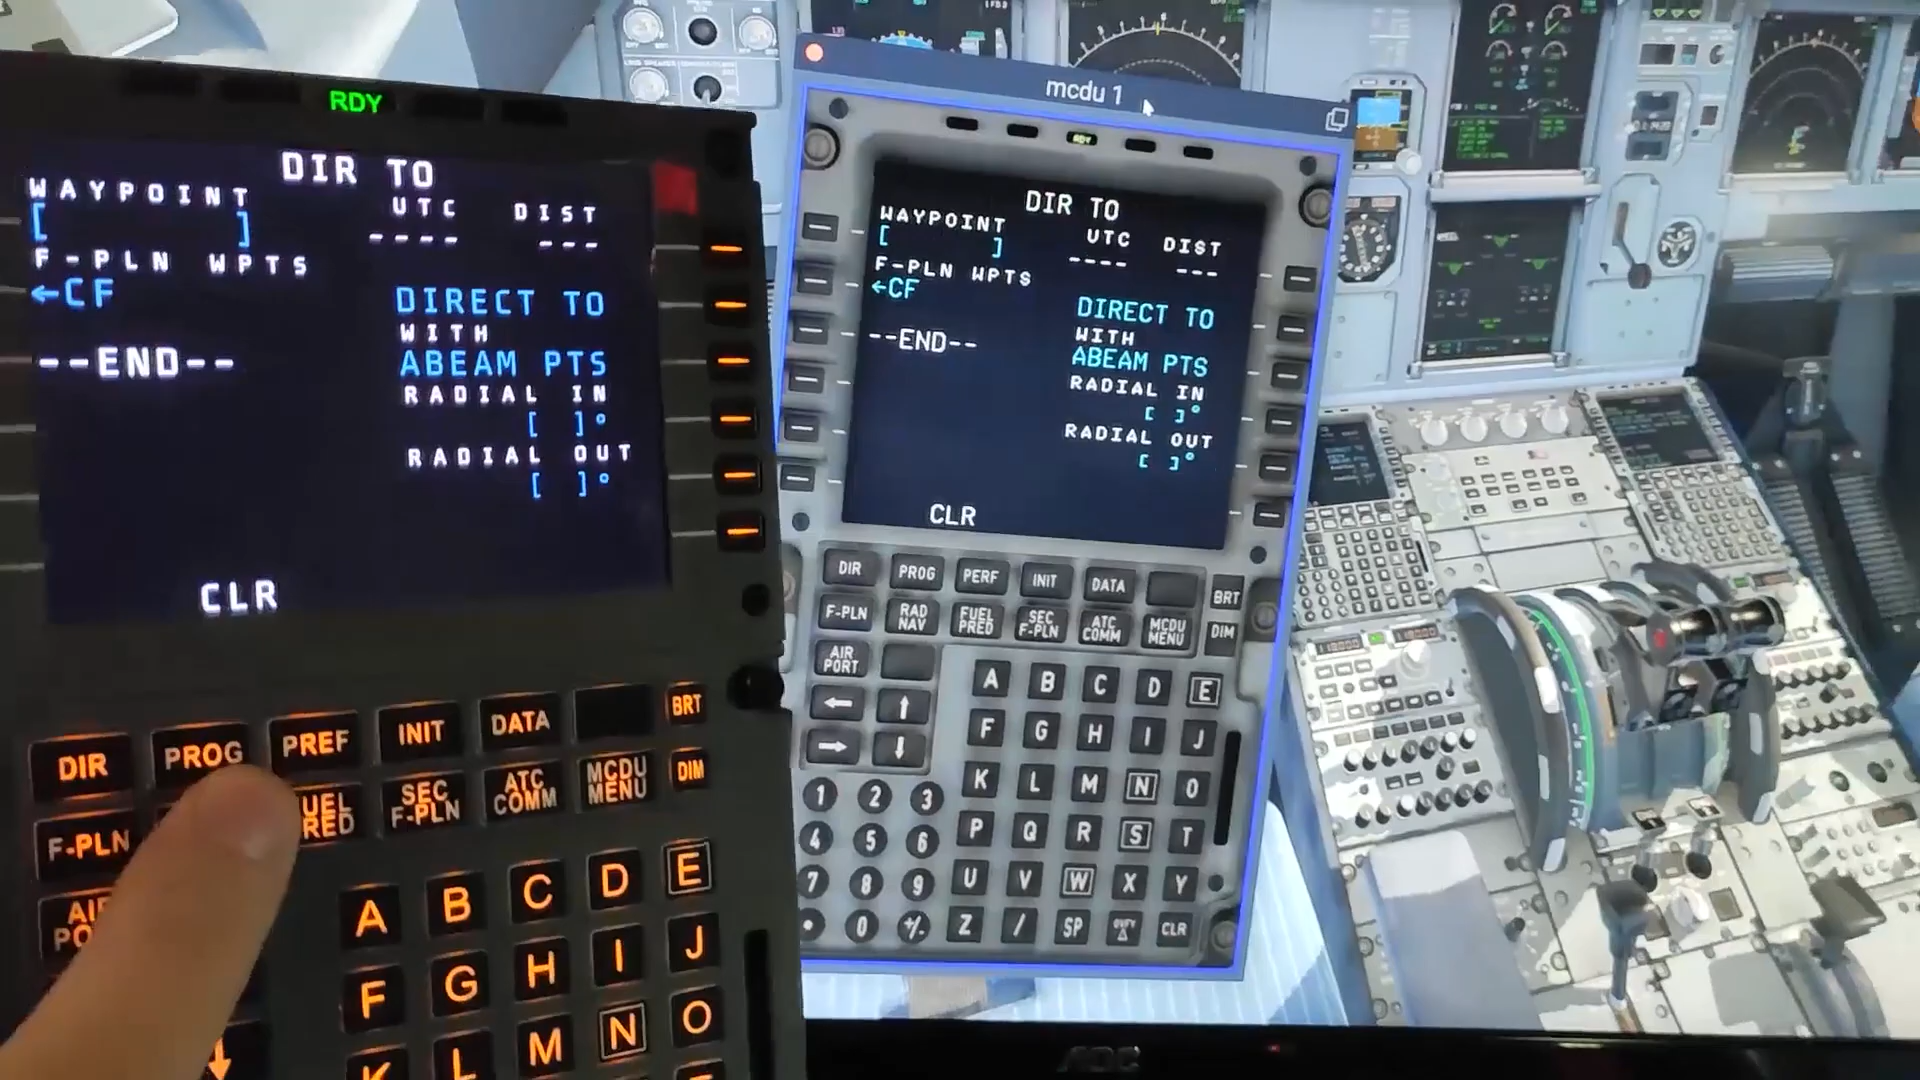 RDY
DIR TO
WAYPOINT UTC DIST
[ ] ---- ---
F-PLN WPTS
←CF DIRECT TO
WITH
--END-- ABEAM PTS
RADIAL IN
[ ]°
RADIAL OUT
[ ]°
CLR
DIR PROG PREF INIT DATA BRT
F-PLN UEL RED SEC F-PLN ATC COMM MCDU MENU DIM
A B C D E
F G H I J
K L M N O
mcdu 1
RDY
DIR TO
WAYPOINT UTC DIST
[ ] ---- ---
F-PLN WPTS
←CF DIRECT TO
WITH
--END-- ABEAM PTS
RADIAL IN
[ ]°
RADIAL OUT
[ ]°
CLR
DIR PROG PERF INIT DATA BRT
F-PLN RAD NAV FUEL PRED SEC F-PLN ATC COMM MCDU MENU DIM
AIR PORT
← ↑
→ ↓
A B C D E
F G H I J
K L M N O
P Q R S T
U V W X Y
Z / SP OVFY Δ CLR
1 2 3
4 5 6
7 8 9
. 0 +/-
AOC